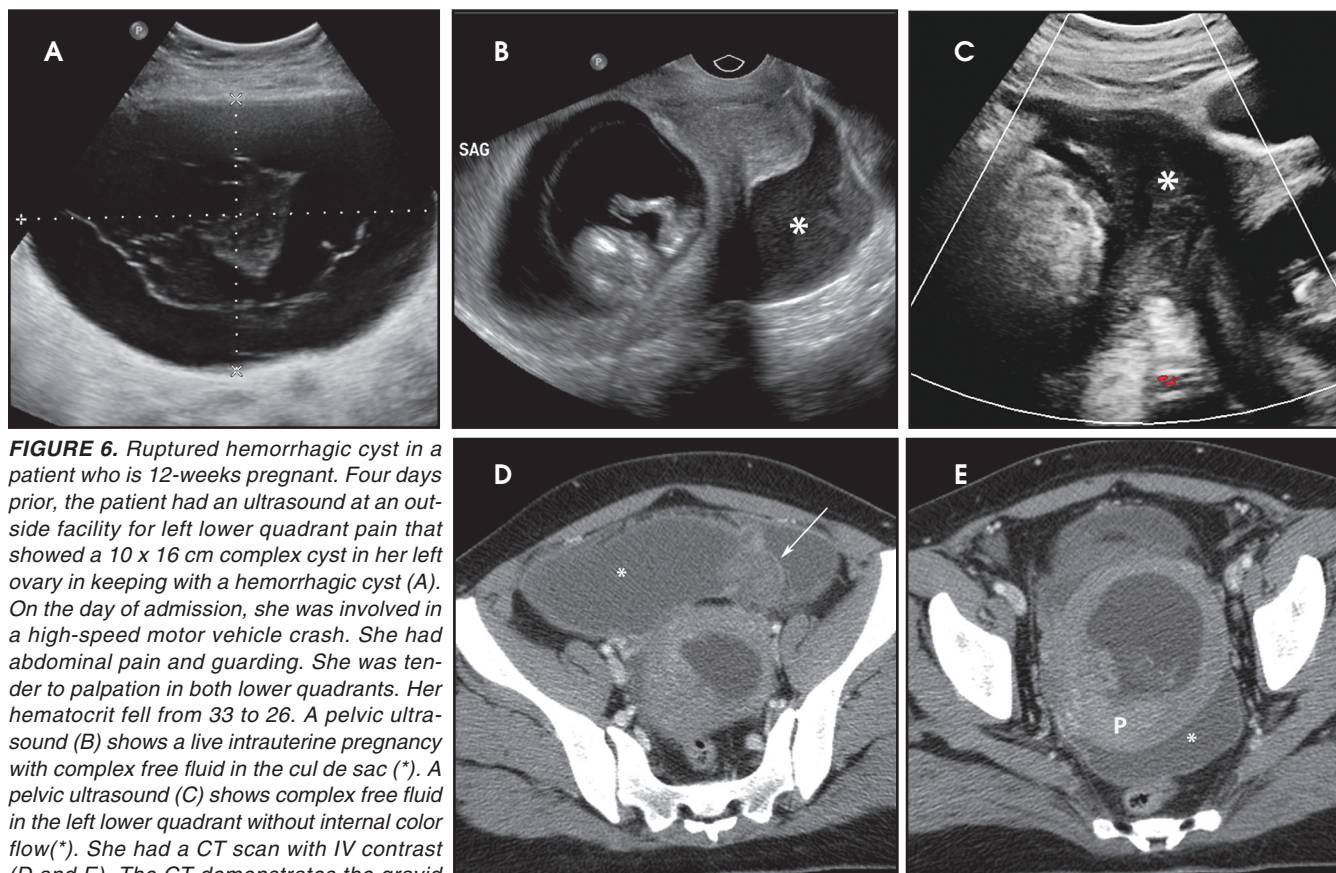 A
P
B
P
SAG
*
C
*
FIGURE 6. Ruptured hemorrhagic cyst in a
patient who is 12-weeks pregnant. Four days
prior, the patient had an ultrasound at an out-
side facility for left lower quadrant pain that
showed a 10 x 16 cm complex cyst in her left
ovary in keeping with a hemorrhagic cyst (A).
On the day of admission, she was involved in
a high-speed motor vehicle crash. She had
abdominal pain and guarding. She was ten-
der to palpation in both lower quadrants. Her
hematocrit fell from 33 to 26. A pelvic ultra-
sound (B) shows a live intrauterine pregnancy
with complex free fluid in the cul de sac (*). A
pelvic ultrasound (C) shows complex free fluid
in the left lower quadrant without internal color
flow(*). She had a CT scan with IV contrast
(D and E). The CT demonstrates the gravid
D
*
E
P
*